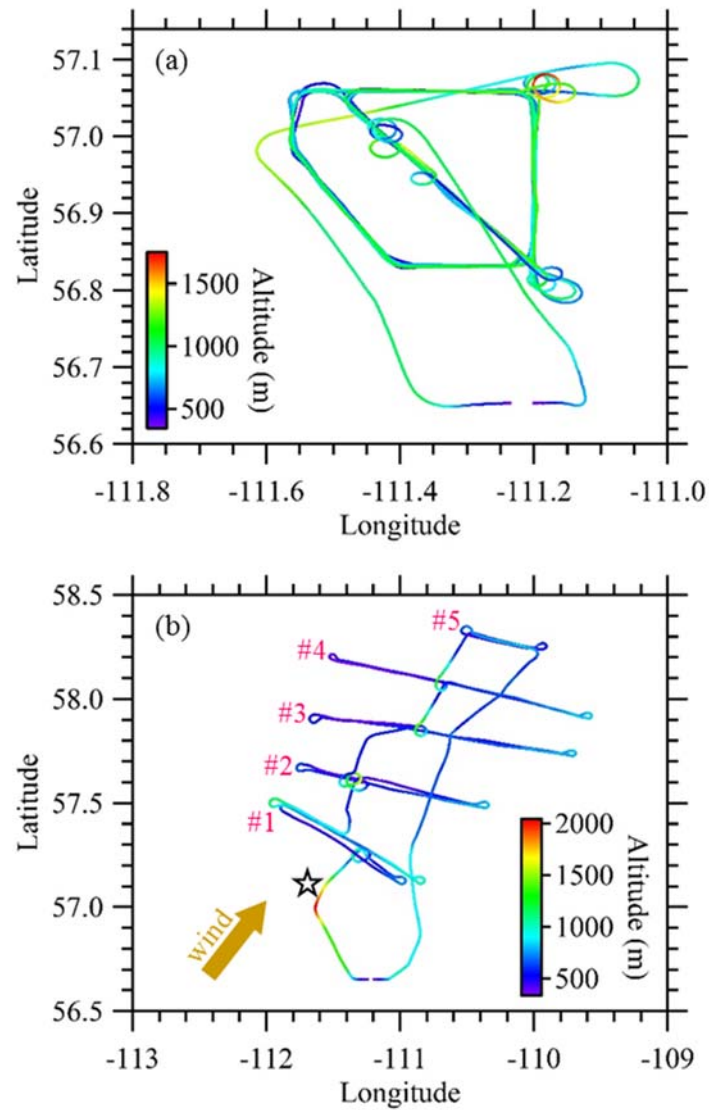 (a)
57.1
57.0
56.9
56.8
56.7
56.6
Latitude
1500
1000
500
Altitude (m)
-111.8 -111.6 -111.4 -111.2 -111.0
Longitude
(b)
58.5
58.0
57.5
57.0
56.5
Latitude
#5
#4
#3
#2
#1
wind
2000
1500
1000
500
Altitude (m)
-113 -112 -111 -110 -109
Longitude